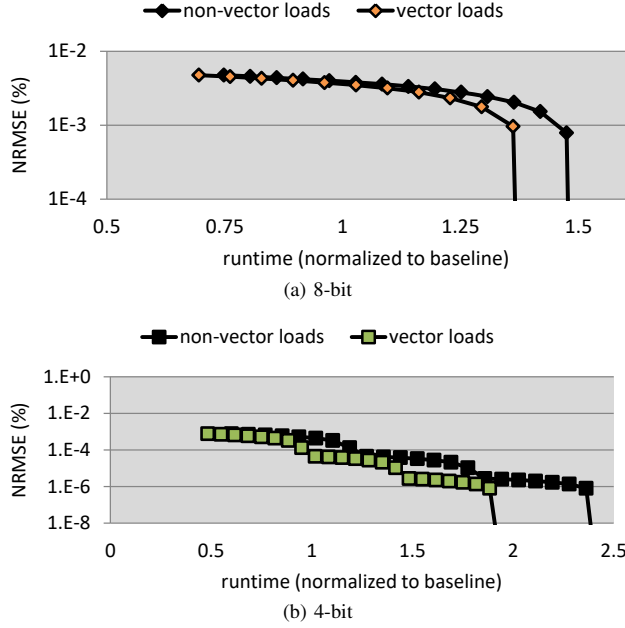 non-vector loads vector loads
1E-2
1E-3
1E-4
NRMSE (%)
0.5 0.75 1 1.25 1.5
runtime (normalized to baseline)
(a) 8-bit
non-vector loads vector loads
1.E+0
1.E-2
1.E-4
1.E-6
1.E-8
NRMSE (%)
0 0.5 1 1.5 2 2.5
runtime (normalized to baseline)
(b) 4-bit